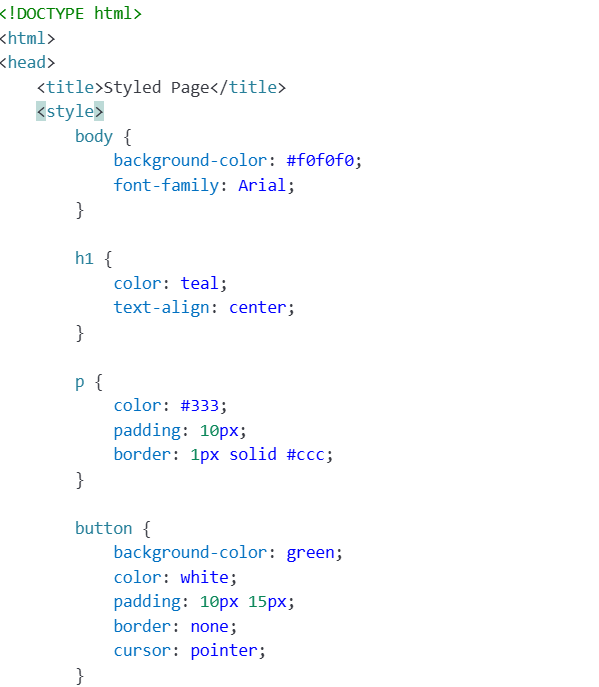 <!DOCTYPE html>
<html>
<head>
    <title>Styled Page</title>
    <style>
        body {
            background-color: #f0f0f0;
            font-family: Arial;
        }

        h1 {
            color: teal;
            text-align: center;
        }

        p {
            color: #333;
            padding: 10px;
            border: 1px solid #ccc;
        }

        button {
            background-color: green;
            color: white;
            padding: 10px 15px;
            border: none;
            cursor: pointer;
        }